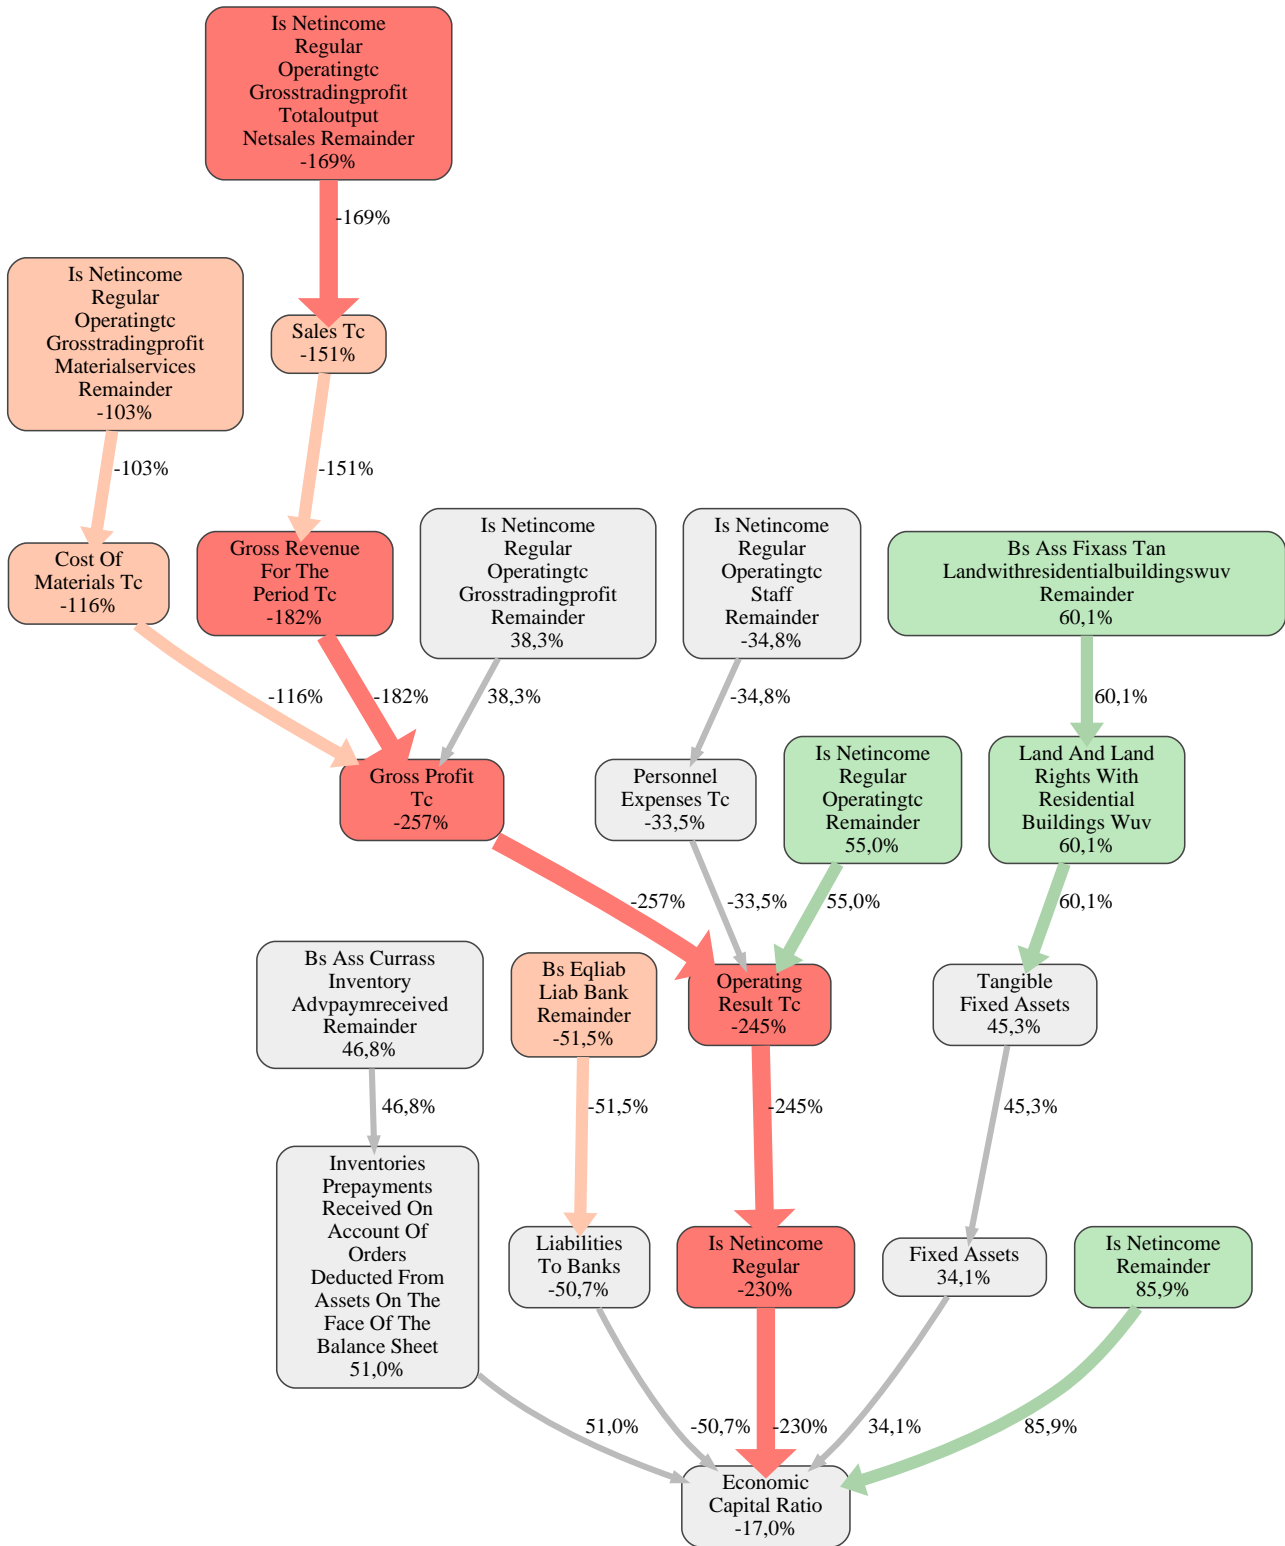 Is Netincome
Regular
Operatingtc
Grosstradingprofit
Totaloutput
Netsales Remainder
-169%
-169%
Is Netincome
Regular
Operatingtc
Grosstradingprofit
Materialservices
Remainder
-103%
Sales Tc
-151%
-103%
-151%
Cost Of
Materials Tc
-116%
Gross Revenue
For The
Period Tc
-182%
Is Netincome
Regular
Operatingtc
Grosstradingprofit
Remainder
38,3%
Is Netincome
Regular
Operatingtc
Staff
Remainder
-34,8%
Bs Ass Fixass Tan
Landwithresidentialbuildingswuv
Remainder
60,1%
-116%
-182%
38,3%
-34,8%
60,1%
Gross Profit
Tc
-257%
Personnel
Expenses Tc
-33,5%
Is Netincome
Regular
Operatingtc
Remainder
55,0%
Land And Land
Rights With
Residential
Buildings Wuv
60,1%
-257%
-33,5%
55,0%
60,1%
Bs Ass Currass
Inventory
Advpaymreceived
Remainder
46,8%
Bs Eqliab
Liab Bank
Remainder
-51,5%
Operating
Result Tc
-245%
Tangible
Fixed Assets
45,3%
46,8%
-51,5%
-245%
45,3%
Inventories
Prepayments
Received On
Account Of
Orders
Deducted From
Assets On The
Face Of The
Balance Sheet
51,0%
Liabilities
To Banks
-50,7%
Is Netincome
Regular
-230%
Fixed Assets
34,1%
Is Netincome
Remainder
85,9%
51,0%
-50,7%
-230%
34,1%
85,9%
Economic
Capital Ratio
-17,0%